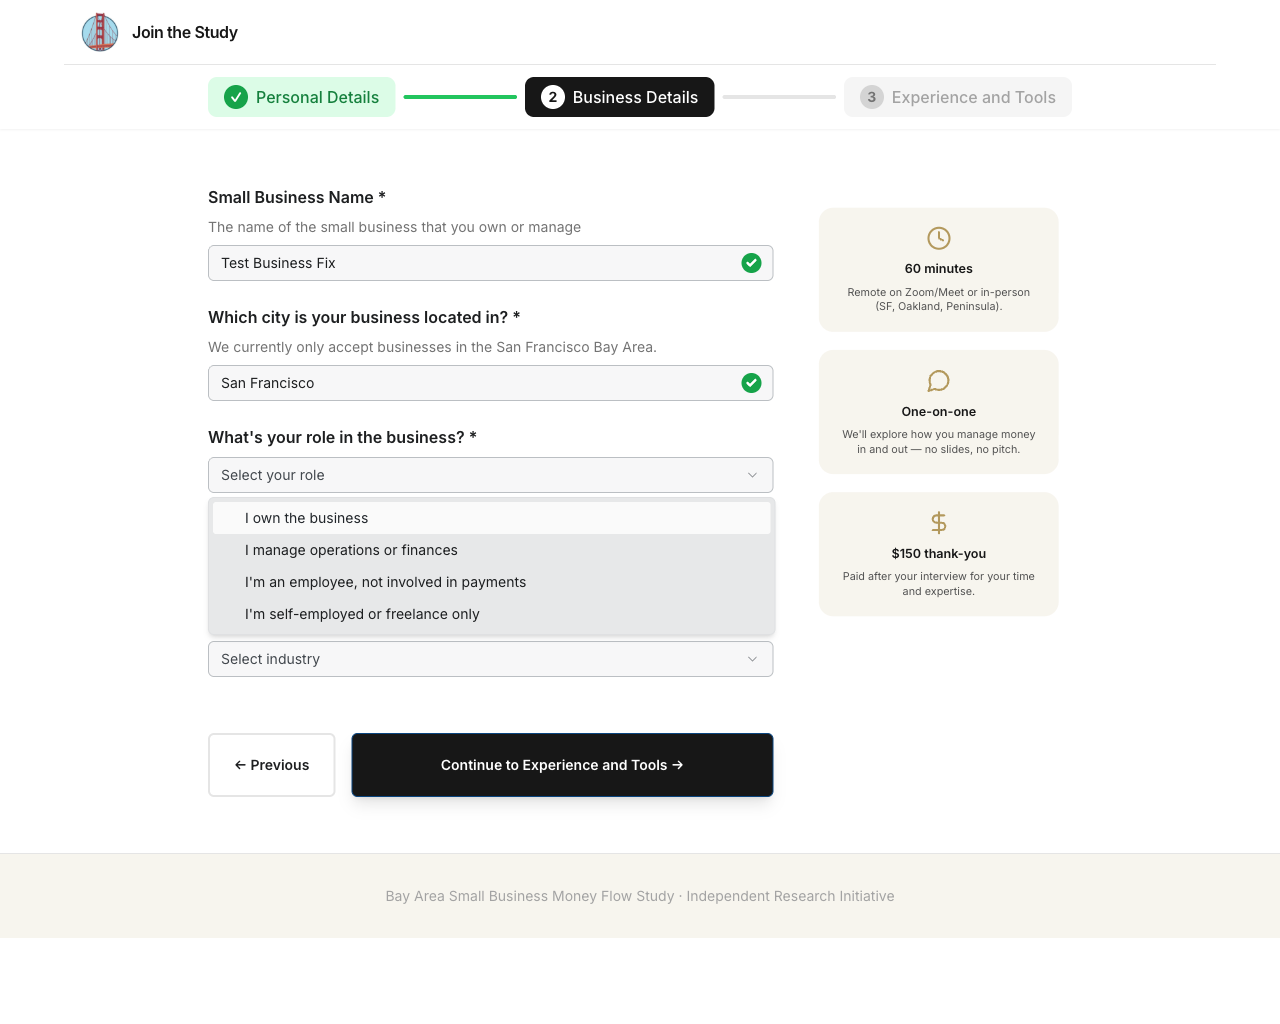 Join the Study
Personal Details
2 Business Details
3 Experience and Tools
Small Business Name *
The name of the small business that you own or manage
Test Business Fix
Which city is your business located in? *
We currently only accept businesses in the San Francisco Bay Area.
San Francisco
What's your role in the business? *
Select your role
I own the business
I manage operations or finances
I'm an employee, not involved in payments
I'm self-employed or freelance only
Select industry
← Previous
Continue to Experience and Tools →
60 minutes
Remote on Zoom/Meet or in-person
(SF, Oakland, Peninsula).
One-on-one
We'll explore how you manage money
in and out — no slides, no pitch.
$150 thank-you
Paid after your interview for your time
and expertise.
Bay Area Small Business Money Flow Study · Independent Research Initiative